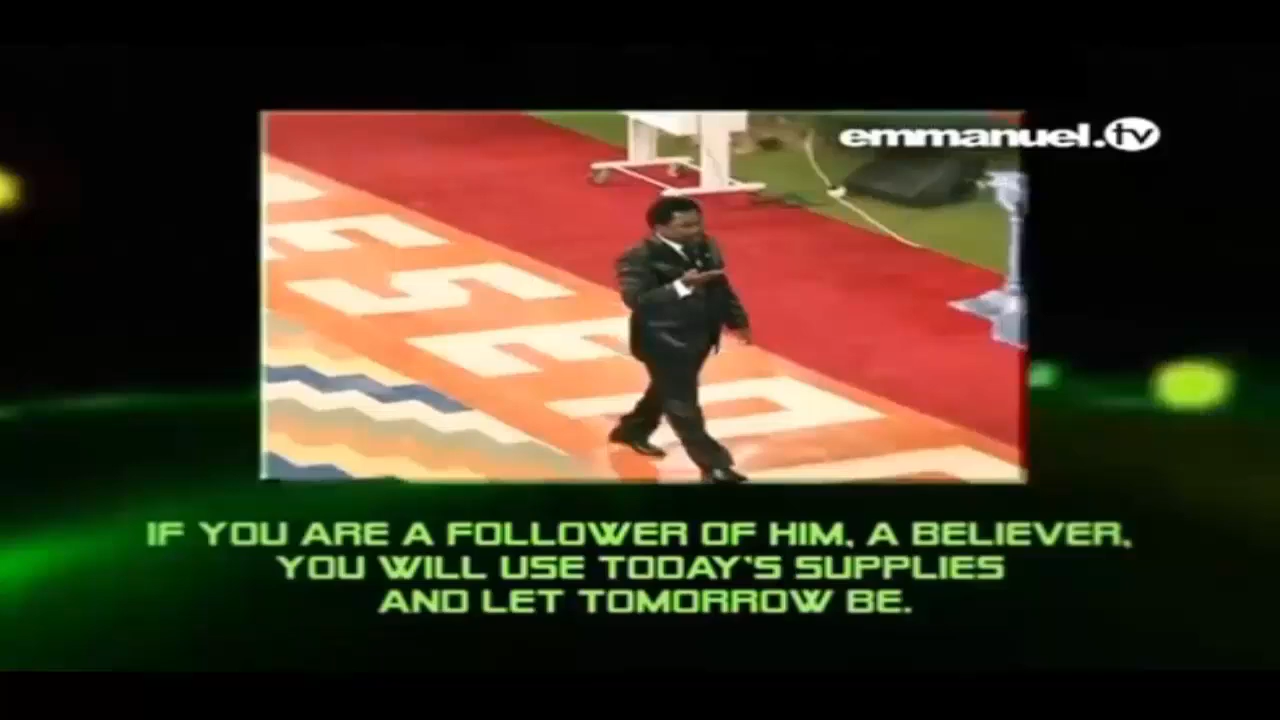 emmanuel.tv
IF YOU ARE A FOLLOWER OF HIM, A BELIEVER,
YOU WILL USE TODAY'S SUPPLIES
AND LET TOMORROW BE.